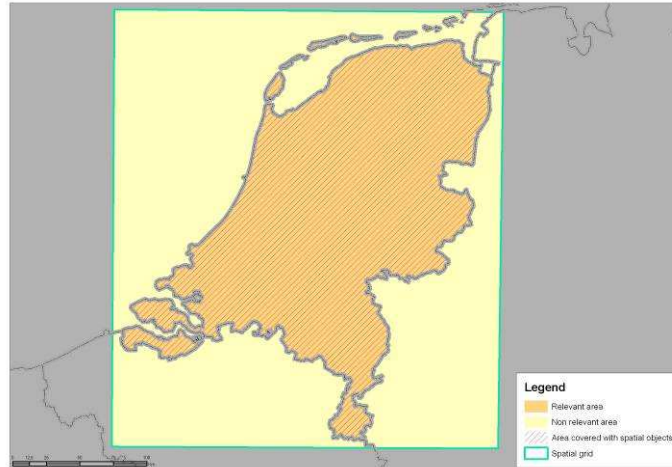 Legend
Relevant area
Non relevant area
Area covered with spatial objects
Spatial grid